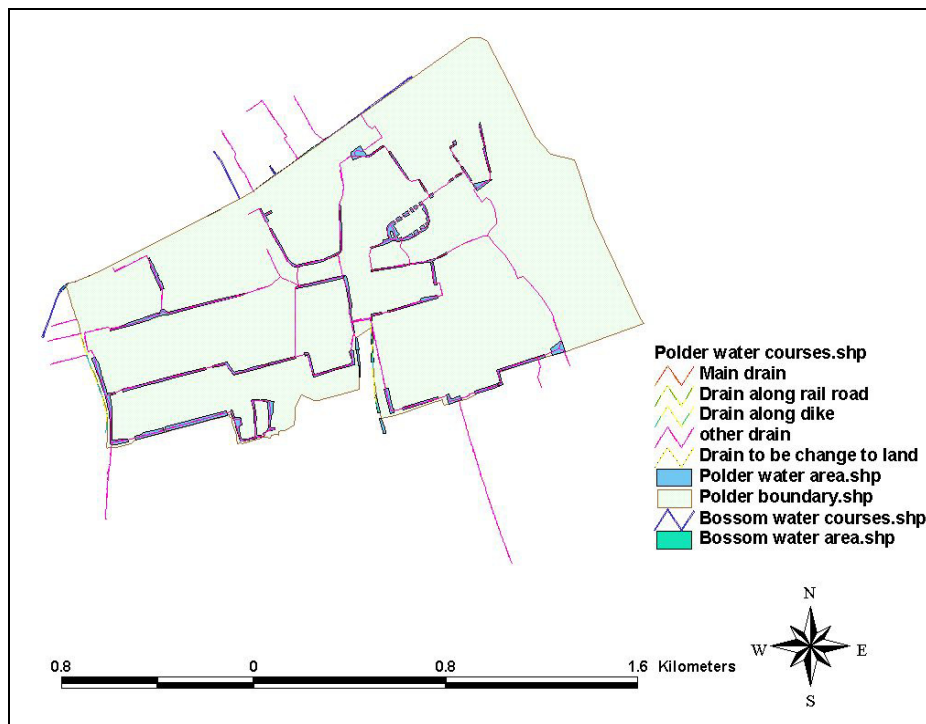 Polder water courses.shp
Main drain
Drain along rail road
Drain along dike
other drain
Drain to be change to land
Polder water area.shp
Polder boundary.shp
Bossom water courses.shp
Bossom water area.shp
N
W E
S
0.8 0 0.8 1.6 Kilometers